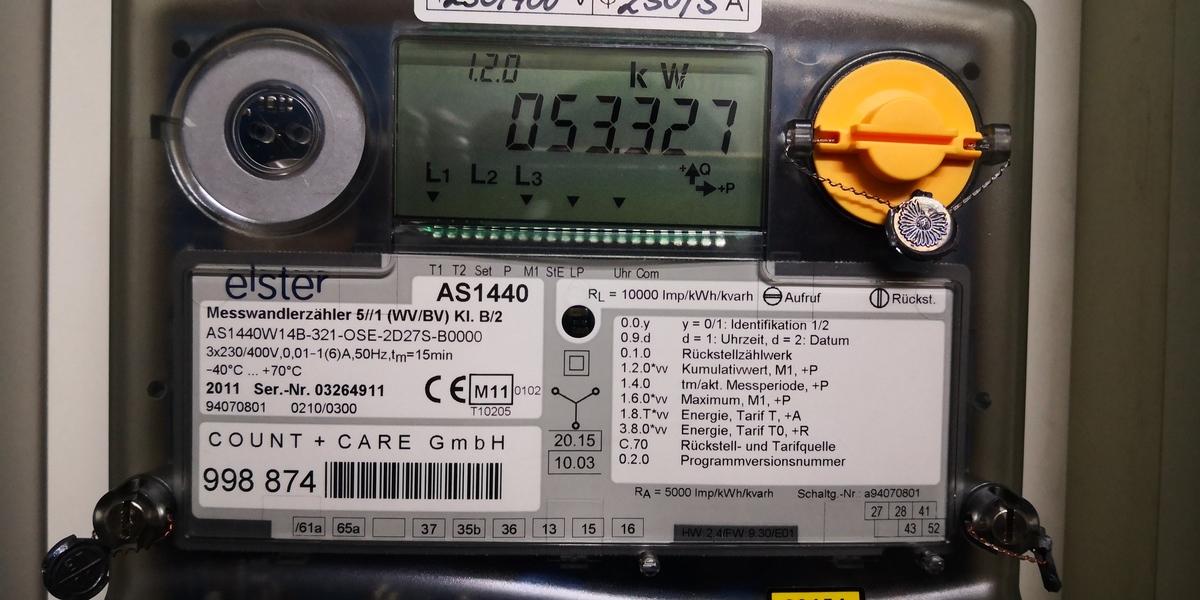 230/400 V 250/5 A
1.2.0 kW
053.327
L1 L2 L3 +Q
+P
T1 T2 Set P M1 StE LP Uhr Com
elster
AS1440
Messwandlerzähler 5//1 (WV/BV) Kl. B/2
AS1440W14B-321-OSE-2D27S-B0000
3x230/400V,0,01-1(6)A,50Hz,tm=15min
-40°C ... +70°C
2011 Ser.-Nr. 03264911
94070801 0210/0300
CE M11 0102
T10205
COUNT + CARE GmbH
998 874
20.15
10.03
RL = 10000 Imp/kWh/kvarh Aufruf Rückst.
0.0.y y = 0/1: Identifikation 1/2
0.9.d d = 1: Uhrzeit, d = 2: Datum
0.1.0 Rückstellzählwerk
1.2.0*vv Kumulativwert, M1, +P
1.4.0 tm/akt. Messperiode, +P
1.6.0*vv Maximum, M1, +P
1.8.T*vv Energie, Tarif T, +A
3.8.0*vv Energie, Tarif T0, +R
C.70 Rückstell- und Tarifquelle
0.2.0 Programmversionsnummer
RA = 5000 Imp/kWh/kvarh Schaltg.-Nr.: a94070801
27 28 41
43 52
/61a 65a 37 35b 36 13 15 16
HW 2.4/FW 9.30/E01